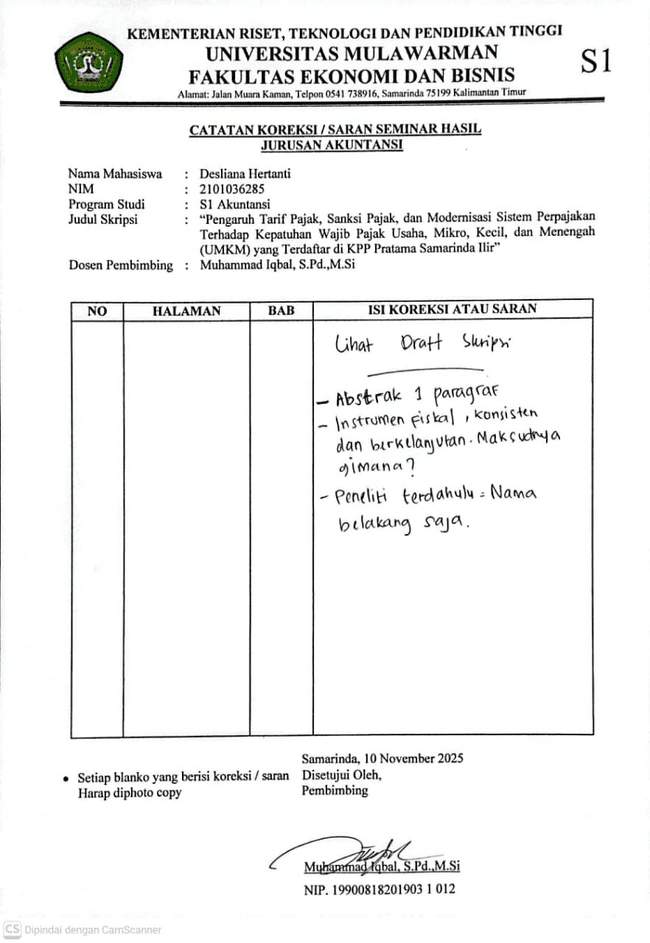 KEMENTERIAN RISET, TEKNOLOGI DAN PENDIDIKAN TINGGI
UNIVERSITAS MULAWARMAN
FAKULTAS EKONOMI DAN BISNIS
Alamat: Jalan Muara Kaman, Telpon 0541 738916, Samarinda 75199 Kalimantan Timur
S1
CATATAN KOREKSI / SARAN SEMINAR HASIL
JURUSAN AKUNTANSI
Nama Mahasiswa : Desliana Hertanti
NIM : 2101036285
Program Studi : S1 Akuntansi
Judul Skripsi : “Pengaruh Tarif Pajak, Sanksi Pajak, dan Modernisasi Sistem Perpajakan
Terhadap Kepatuhan Wajib Pajak Usaha, Mikro, Kecil, dan Menengah
(UMKM) yang Terdaftar di KPP Pratama Samarinda Ilir”
Dosen Pembimbing : Muhammad Iqbal, S.Pd.,M.Si
NO HALAMAN BAB ISI KOREKSI ATAU SARAN
Lihat Draft Skripsi
- Abstrak 1 paragraf
- Instrumen fiskal, konsisten
dan berkelanjutan. Maksudnya
gimana?
- Peneliti terdahulu = Nama
belakang saja.
Samarinda, 10 November 2025
• Setiap blanko yang berisi koreksi / saran Disetujui Oleh,
Harap diphoto copy Pembimbing
Muhammad Iqbal, S.Pd.,M.Si
NIP. 19900818201903 1 012
CS Dipindai dengan CamScanner